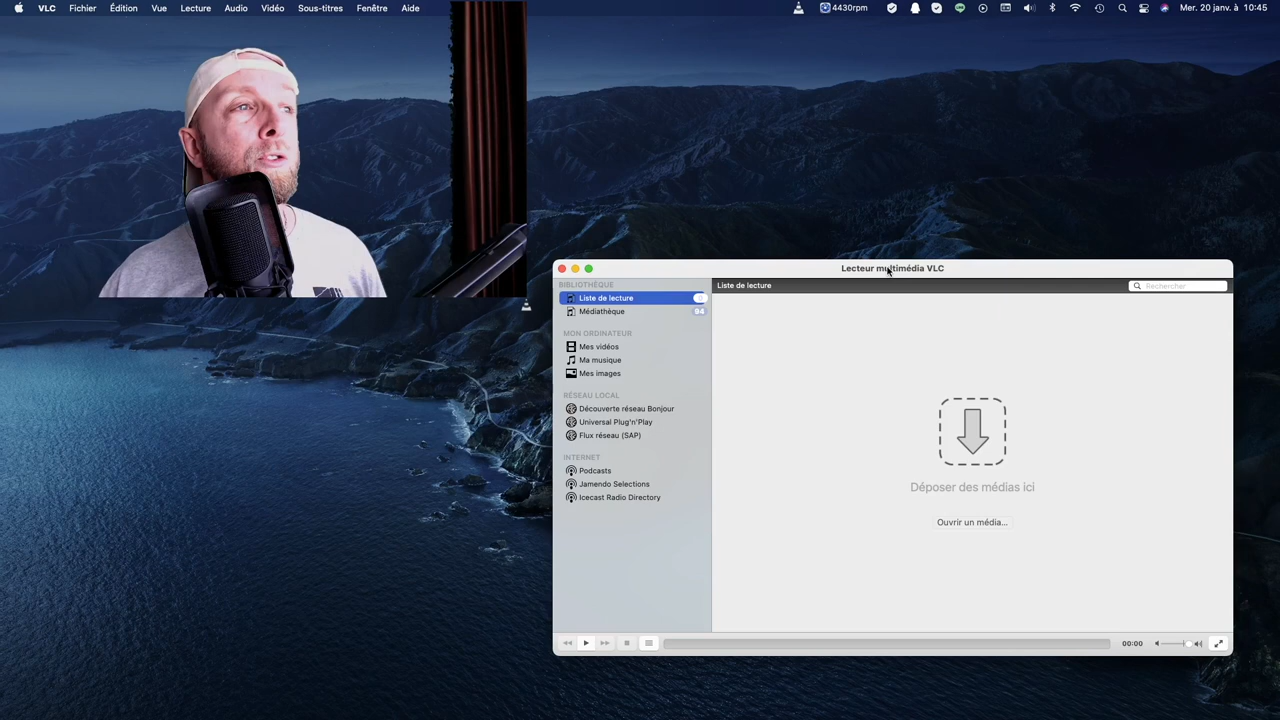 VLC Fichier Édition Vue Lecture Audio Vidéo Sous-titres Fenêtre Aide 4430rpm Mer. 20 janv. à 10:45
Lecteur multimédia VLC
BIBLIOTHÈQUE
Liste de lecture
Médiathèque 94
MON ORDINATEUR
Mes vidéos
Ma musique
Mes images
RÉSEAU LOCAL
Découverte réseau Bonjour
Universal Plug'n'Play
Flux réseau (SAP)
INTERNET
Podcasts
Jamendo Selections
Icecast Radio Directory
Liste de lecture Rechercher
Déposer des médias ici
Ouvrir un média...
00:00